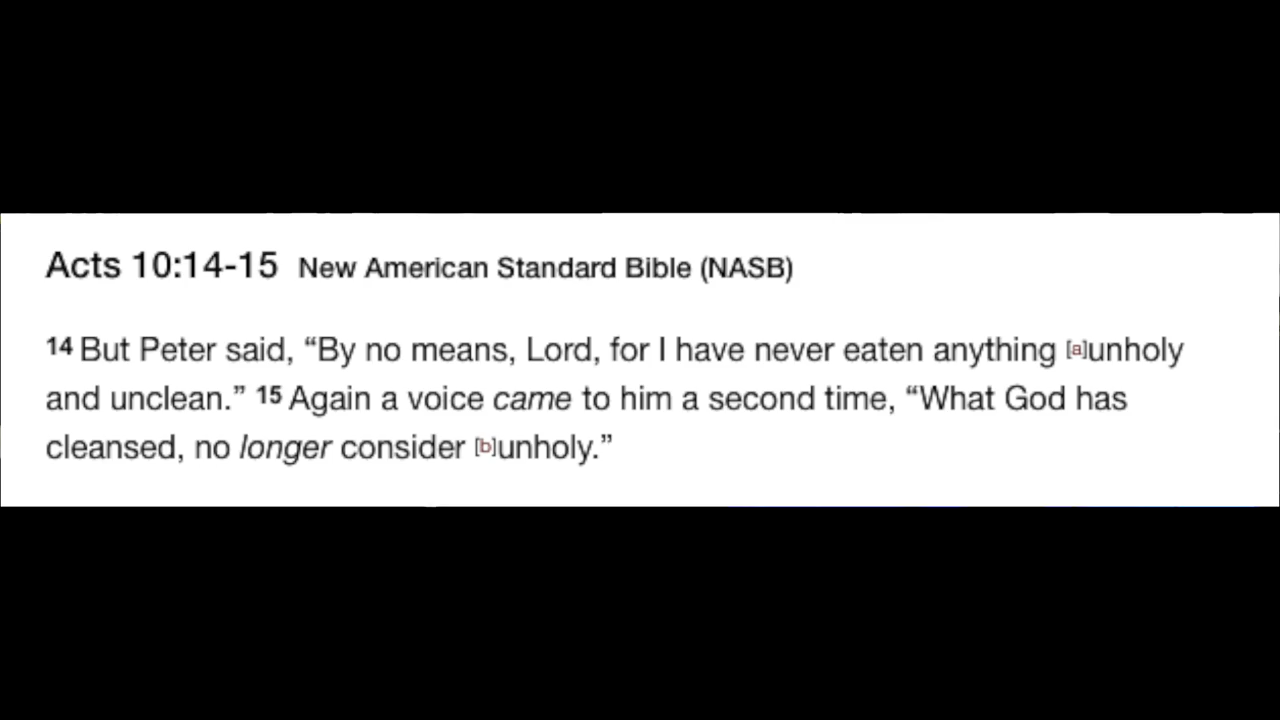 Acts 10:14-15 New American Standard Bible (NASB)
14 But Peter said, “By no means, Lord, for I have never eaten anything [a]unholy
and unclean.” 15 Again a voice came to him a second time, “What God has
cleansed, no longer consider [b]unholy.”